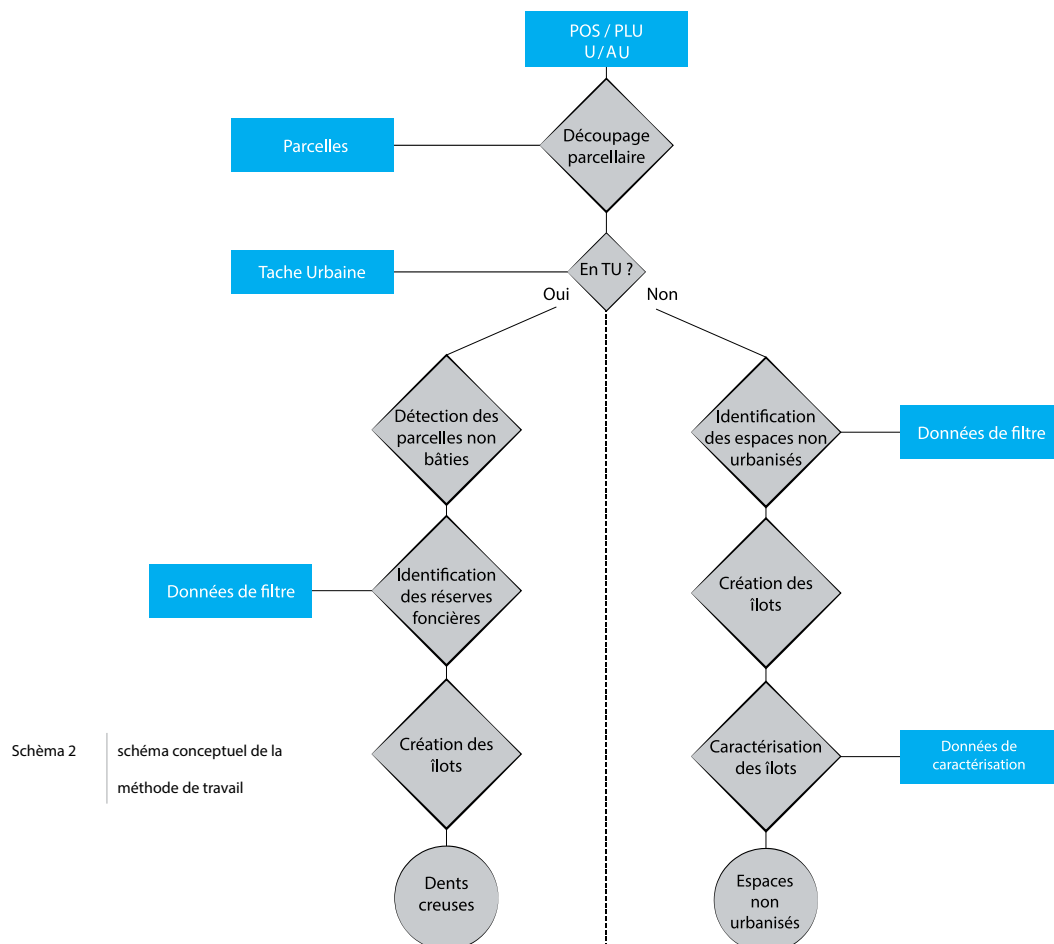 POS / PLU
U / AU
Découpage
parcellaire
Parcelles
En TU ?
Tache Urbaine
Oui
Non
Détection des
parcelles non
bâties
Identification
des espaces non
urbanisés
Données de filtre
Identification
des réserves
foncières
Données de filtre
Création des
îlots
Création des
îlots
Caractérisation
des îlots
Données de
caractérisation
Schèma 2
schéma conceptuel de la
méthode de travail
Dents
creuses
Espaces
non
urbanisés